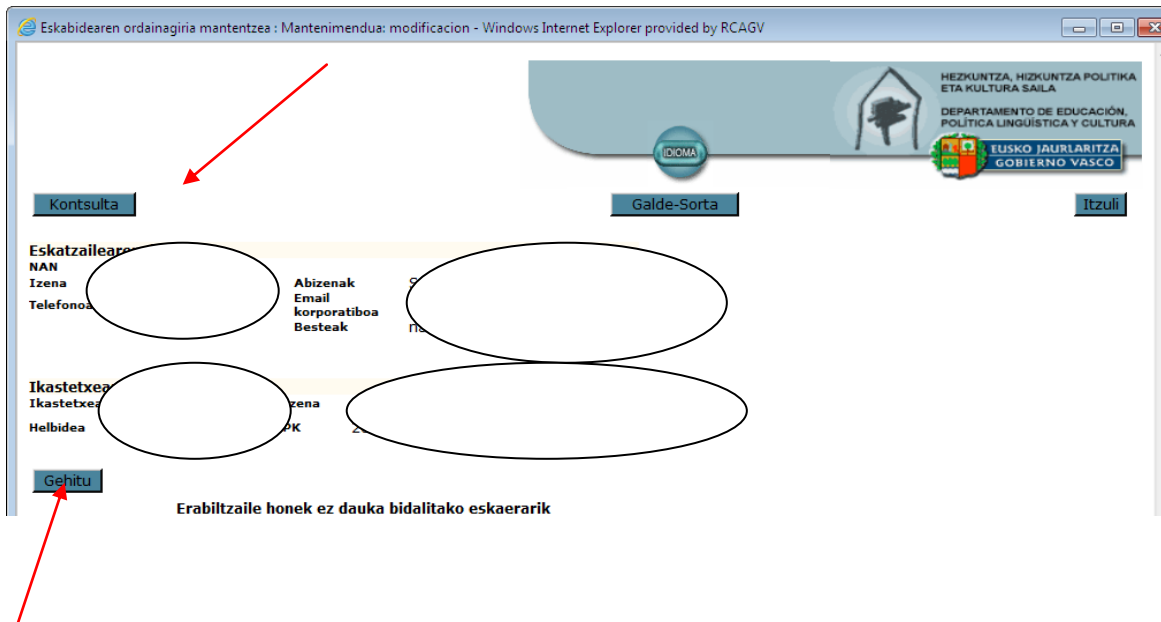 Eskabidearen ordainagiria mantentzea : Mantenimendua: modificacion - Windows Internet Explorer provided by RCAGV
HEZKUNTZA, HIZKUNTZA POLITIKA
ETA KULTURA SAILA
DEPARTAMENTO DE EDUCACIÓN,
POLÍTICA LINGÜÍSTICA Y CULTURA
IDIOMA
EUSKO JAURLARITZA
GOBIERNO VASCO
Kontsulta Galde-Sorta Itzuli
NAN
Izena Abizenak
Telefonoa Email
korporatiboa
Besteak
Helbidea
Gehitu
Erabiltzaile honek ez dauka bidalitako eskaerarik